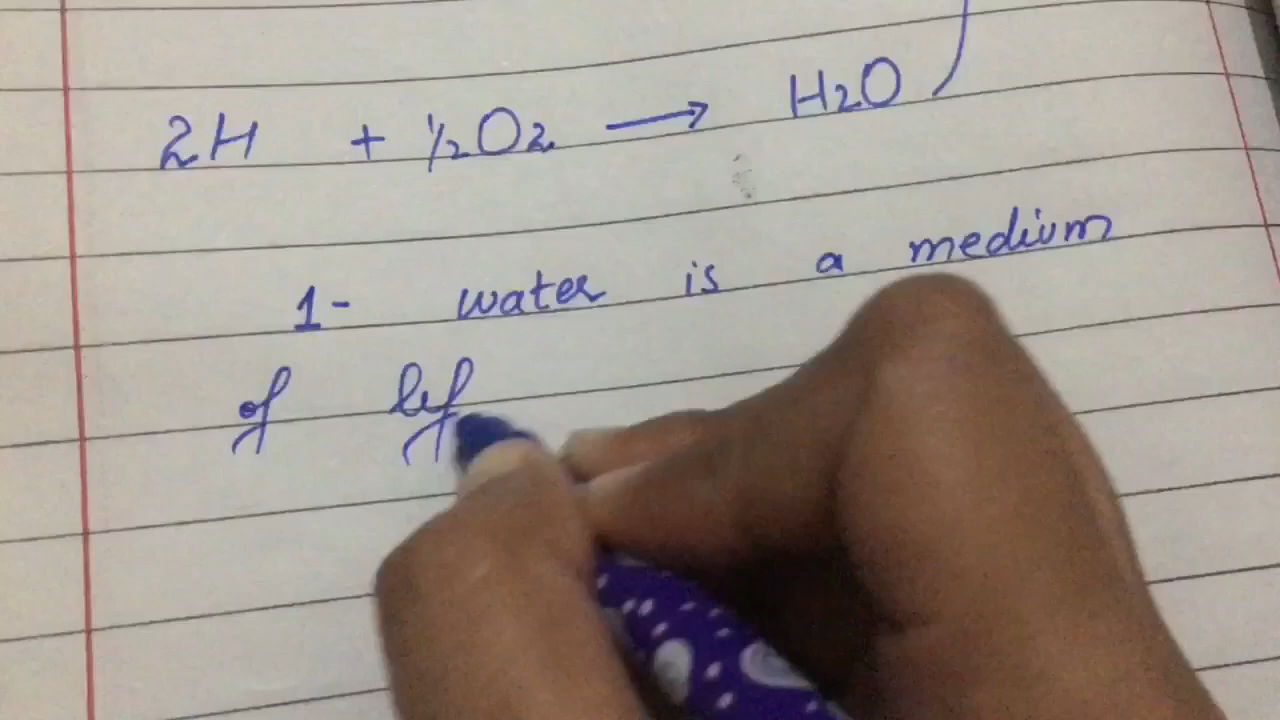 2H + ½O2 → H2O
1- water is a medium
of lif